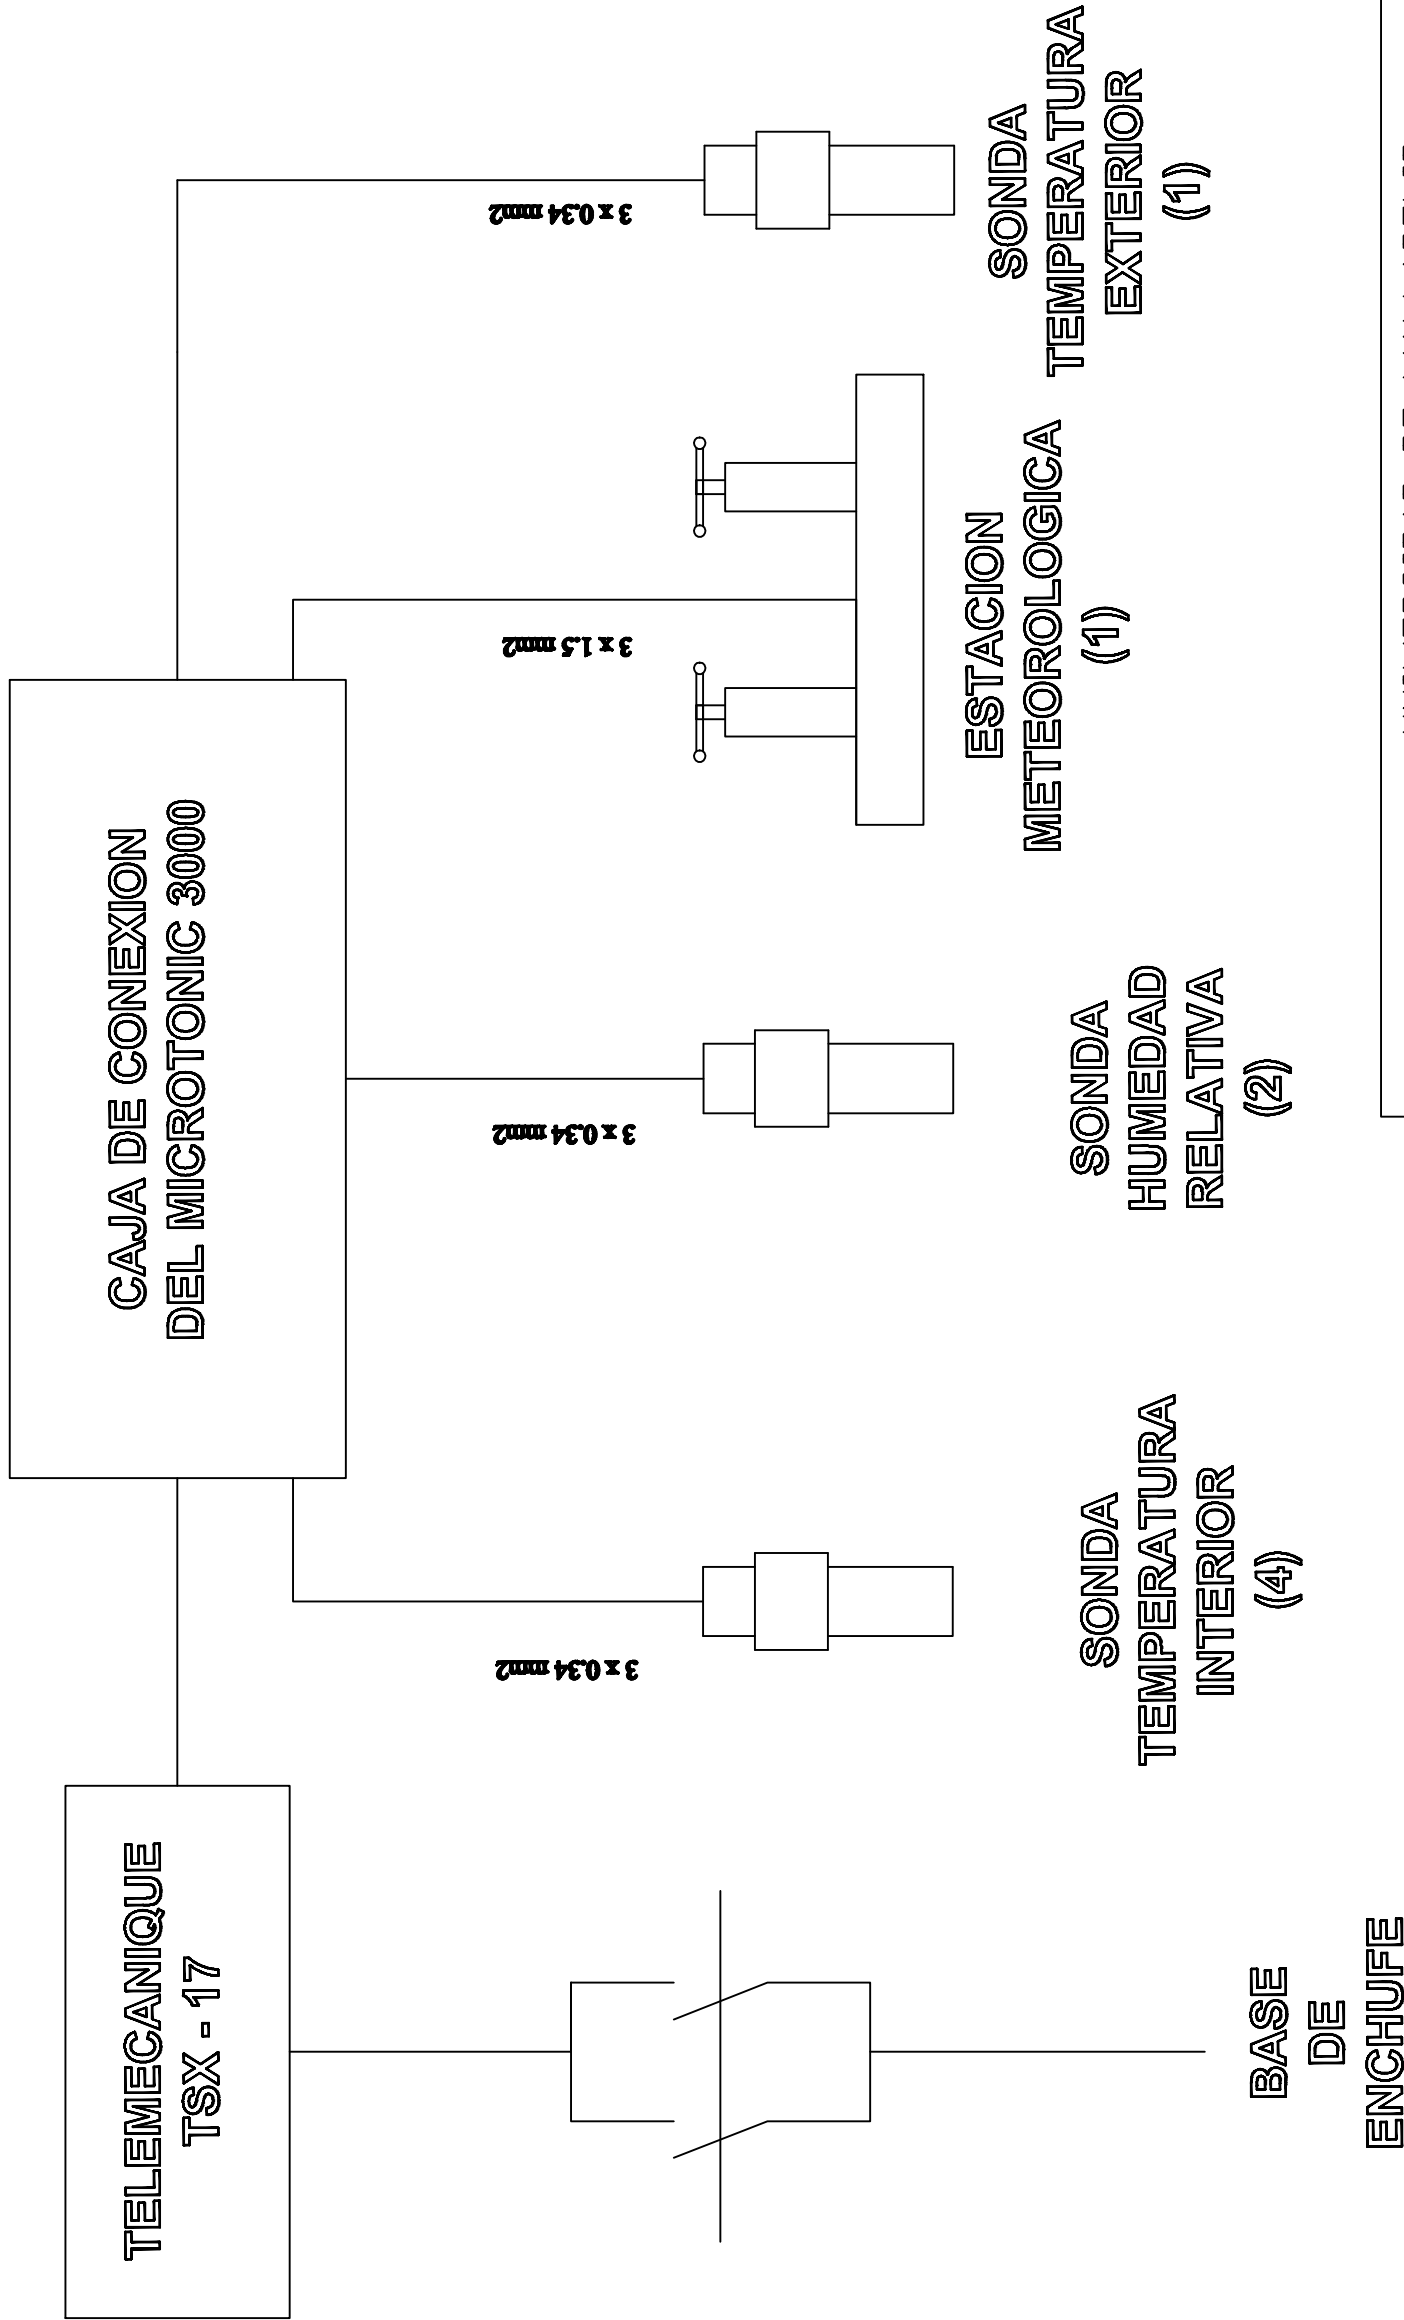 TELEMECANIQUE
TSX - 17
CAJA DE CONEXION
DEL MICROTONIC 3000
3 x 0.34 mm2
3 x 0.34 mm2
3 x 1.5 mm2
3 x 0.34 mm2
BASE
DE
ENCHUFE
SONDA
TEMPERATURA
INTERIOR
(4)
SONDA
HUMEDAD
RELATIVA
(2)
ESTACION
METEOROLOGICA
(1)
SONDA
TEMPERATURA
EXTERIOR
(1)